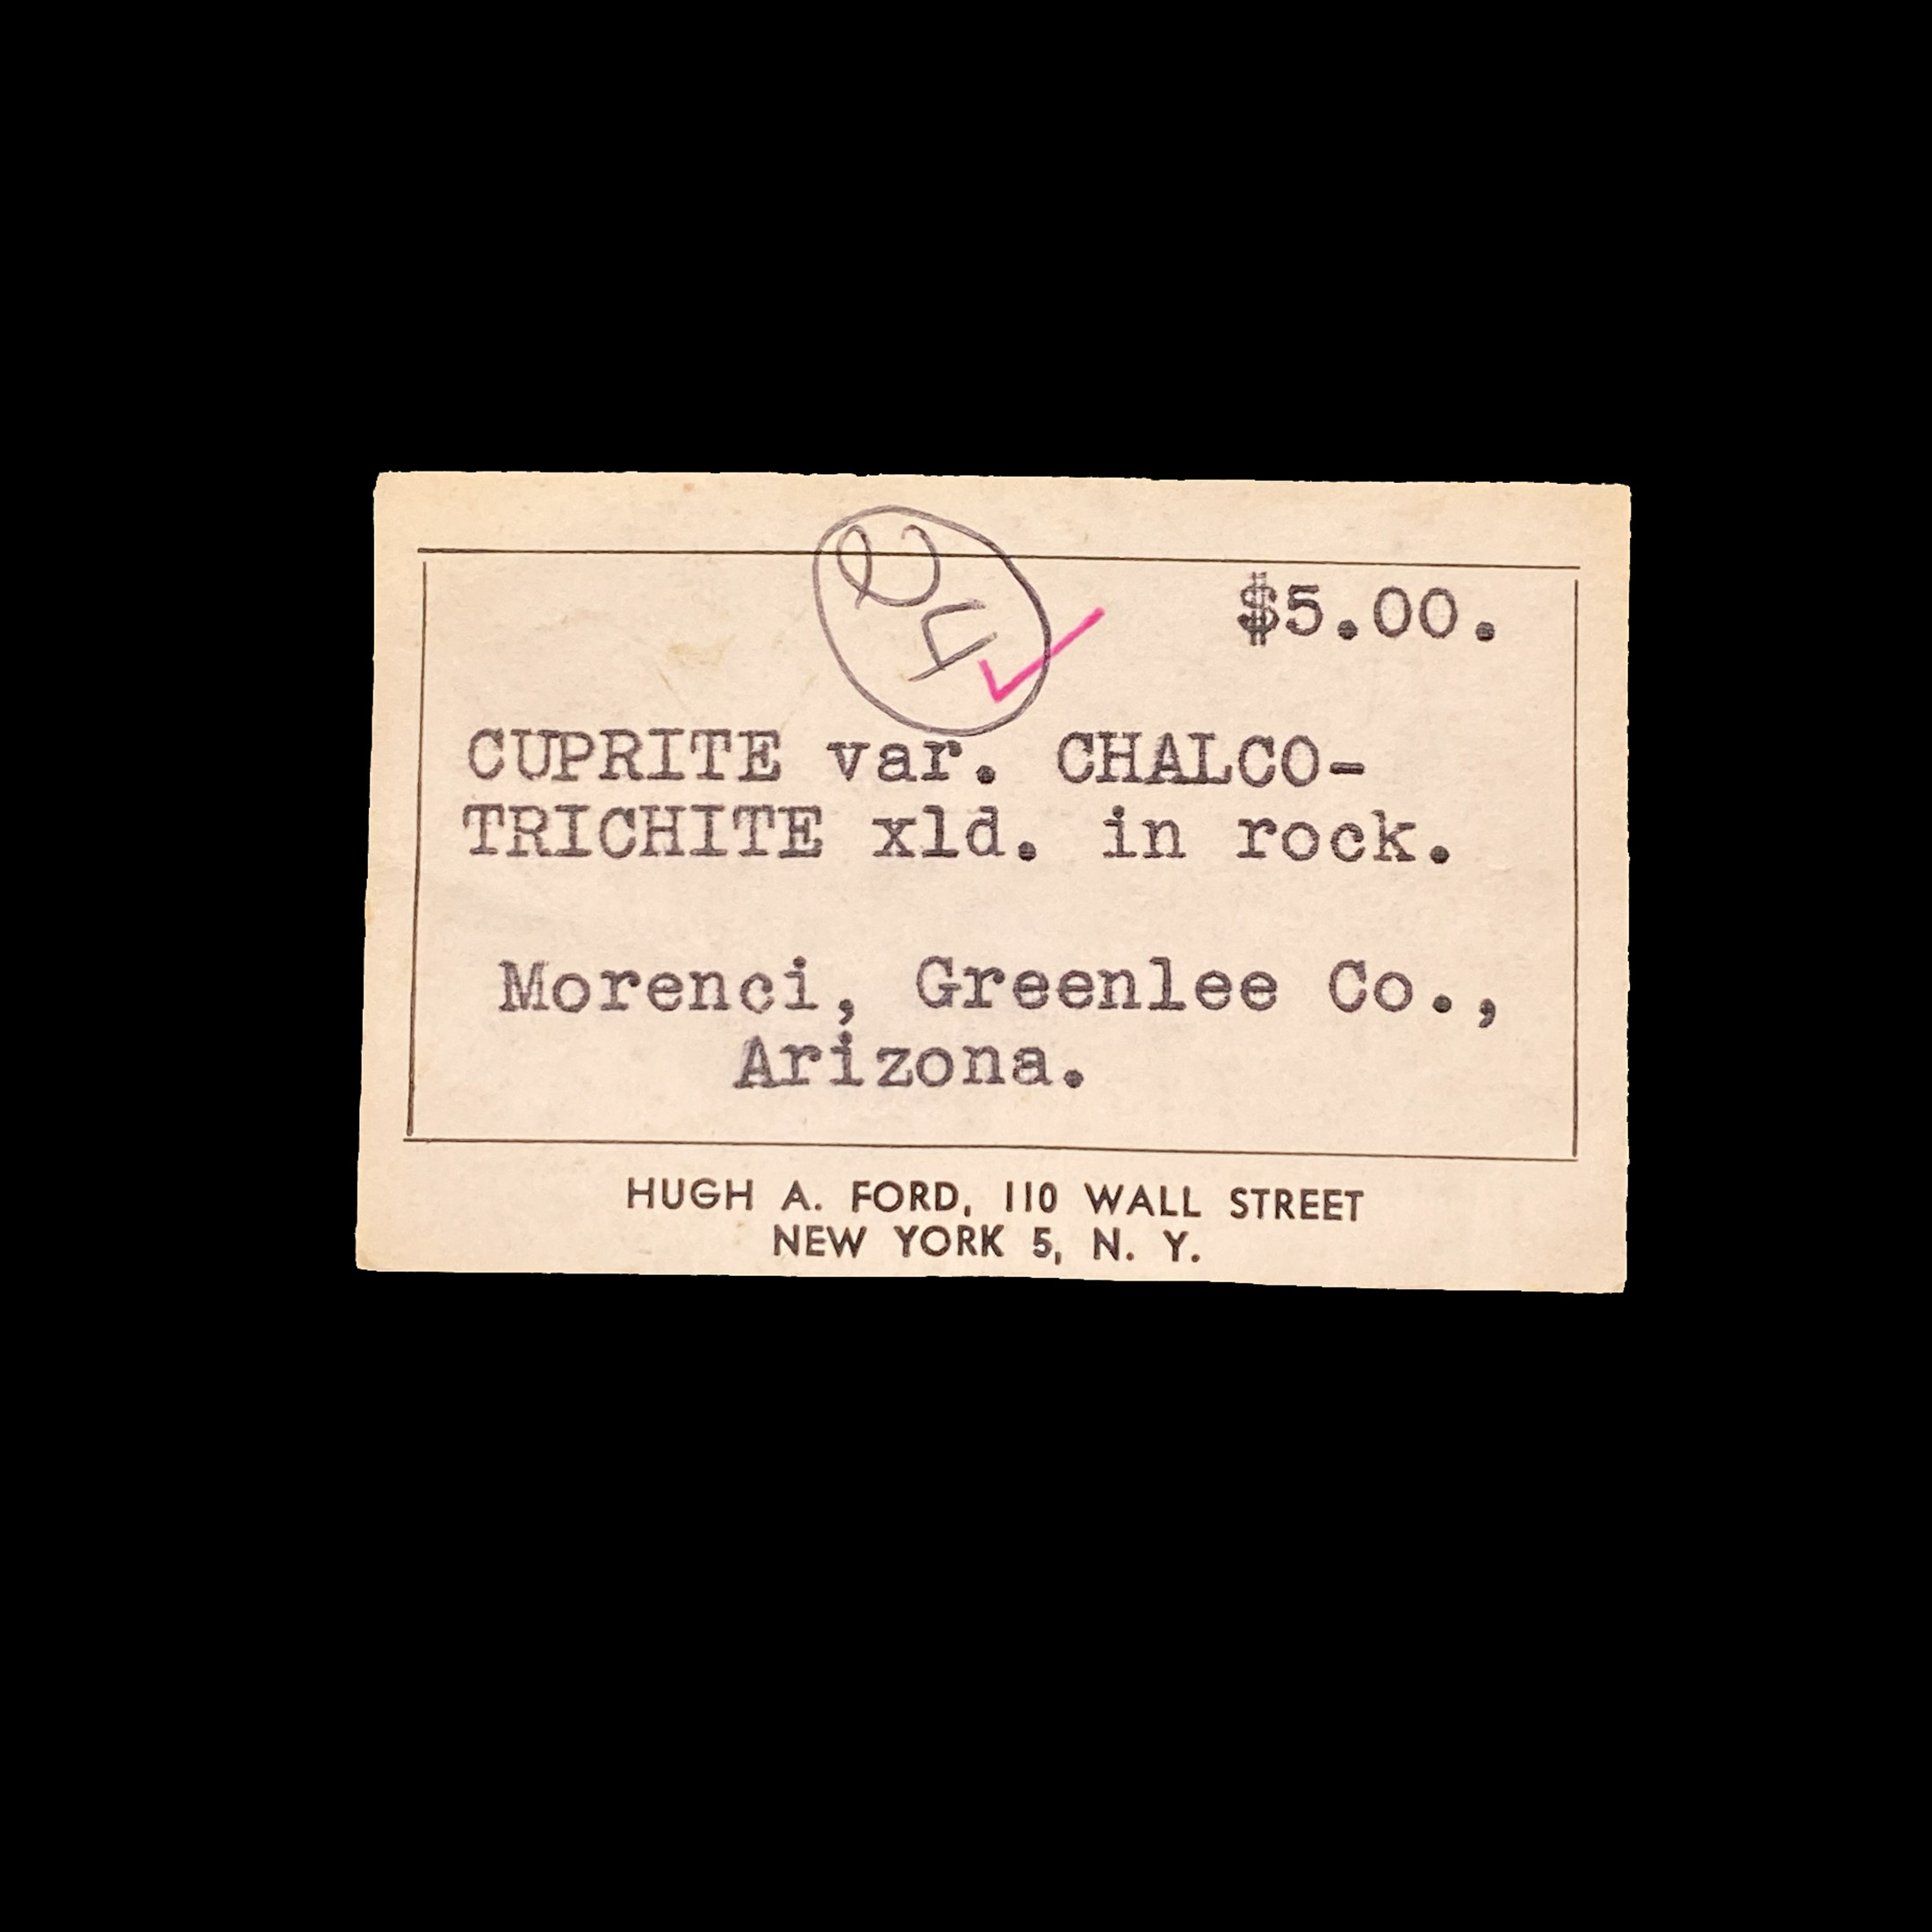 $5.00.
CUPRITE var. CHALCO-
TRICHITE xld. in rock.
Morenci, Greenlee Co.,
Arizona.
HUGH A. FORD, 110 WALL STREET
NEW YORK 5, N. Y.